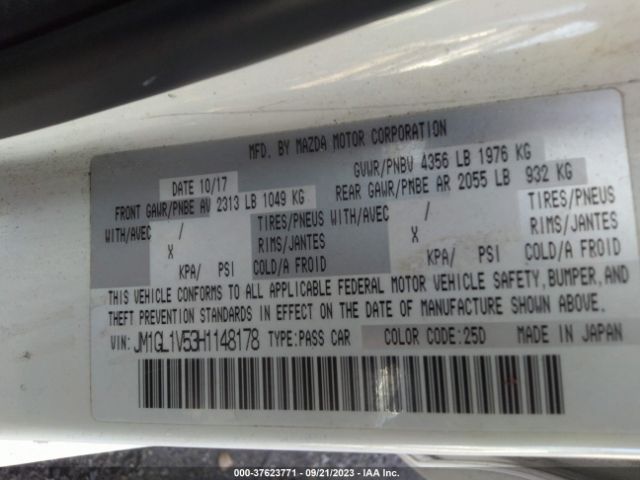 MFD. BY MAZDA MOTOR CORPORATION
DATE 10/17 GVWR/PNBV 4356 LB 1976 KG
FRONT GAWR/PNBE AV 2313 LB 1049 KG REAR GAWR/PNBE AR 2055 LB 932 KG
WITH/AVEC / TIRES/PNEUS WITH/AVEC / TIRES/PNEUS
X RIMS/JANTES X RIMS/JANTES
KPA/ PSI COLD/A FROID KPA/ PSI COLD/A FROID
THIS VEHICLE CONFORMS TO ALL APPLICABLE FEDERAL MOTOR VEHICLE SAFETY, BUMPER, AND
THEFT PREVENTION STANDARDS IN EFFECT ON THE DATE OF MANUFACTURE SHOWN ABOVE.
VIN: JM1GL1V53H1148178 TYPE:PASS CAR COLOR CODE:25D MADE IN JAPAN
000-37623771 - 09/21/2023 - IAA Inc.